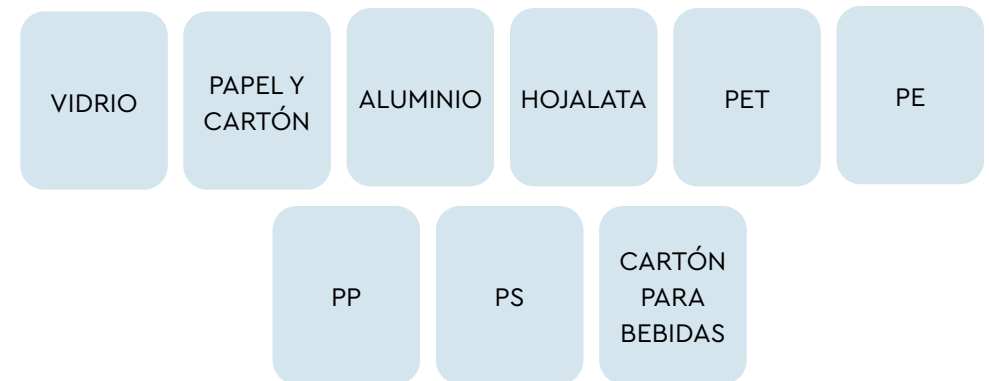 VIDRIO
PAPEL Y
CARTÓN
ALUMINIO
HOJALATA
PET
PE
PP
PS
CARTÓN
PARA
BEBIDAS